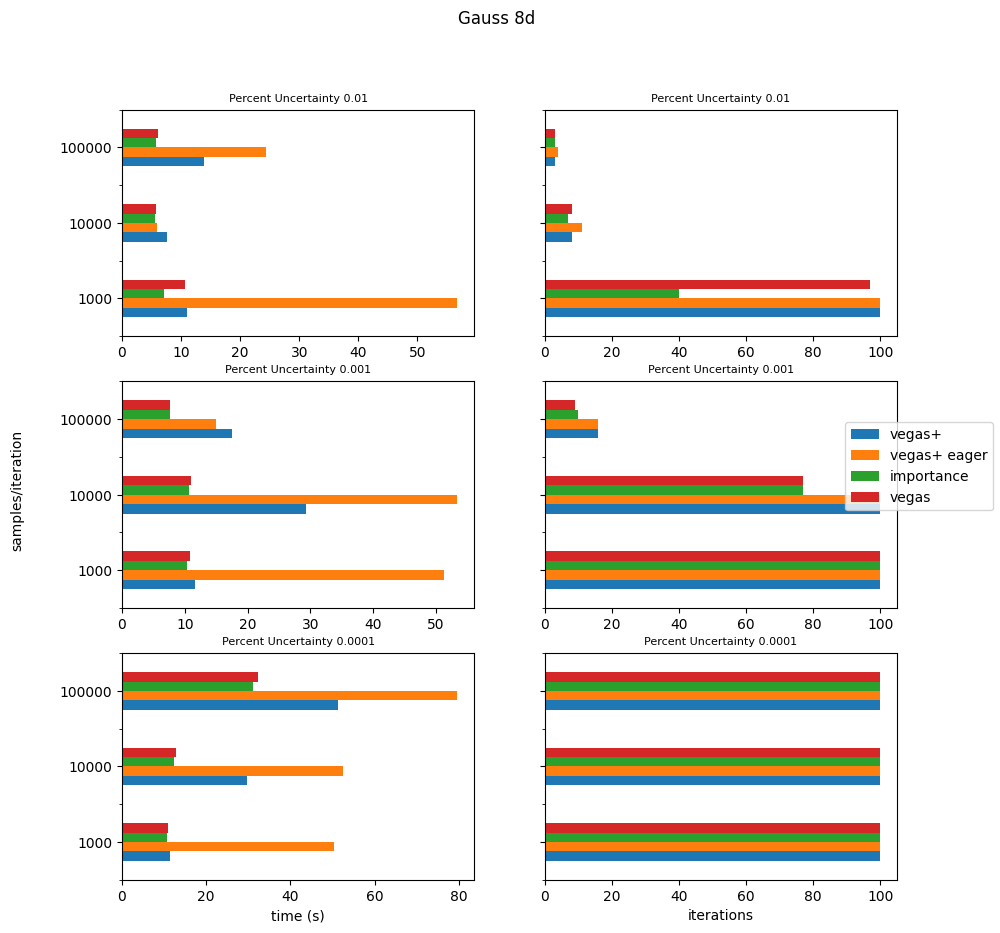 Gauss 8d
Percent Uncertainty 0.01
Percent Uncertainty 0.01
100000
10000
1000
0 10 20 30 40 50
0 20 40 60 80 100
Percent Uncertainty 0.001
Percent Uncertainty 0.001
samples/iteration
100000
10000
1000
0 10 20 30 40 50
0 20 40 60 80 100
vegas+
vegas+ eager
importance
vegas
Percent Uncertainty 0.0001
Percent Uncertainty 0.0001
100000
10000
1000
0 20 40 60 80
0 20 40 60 80 100
time (s)
iterations